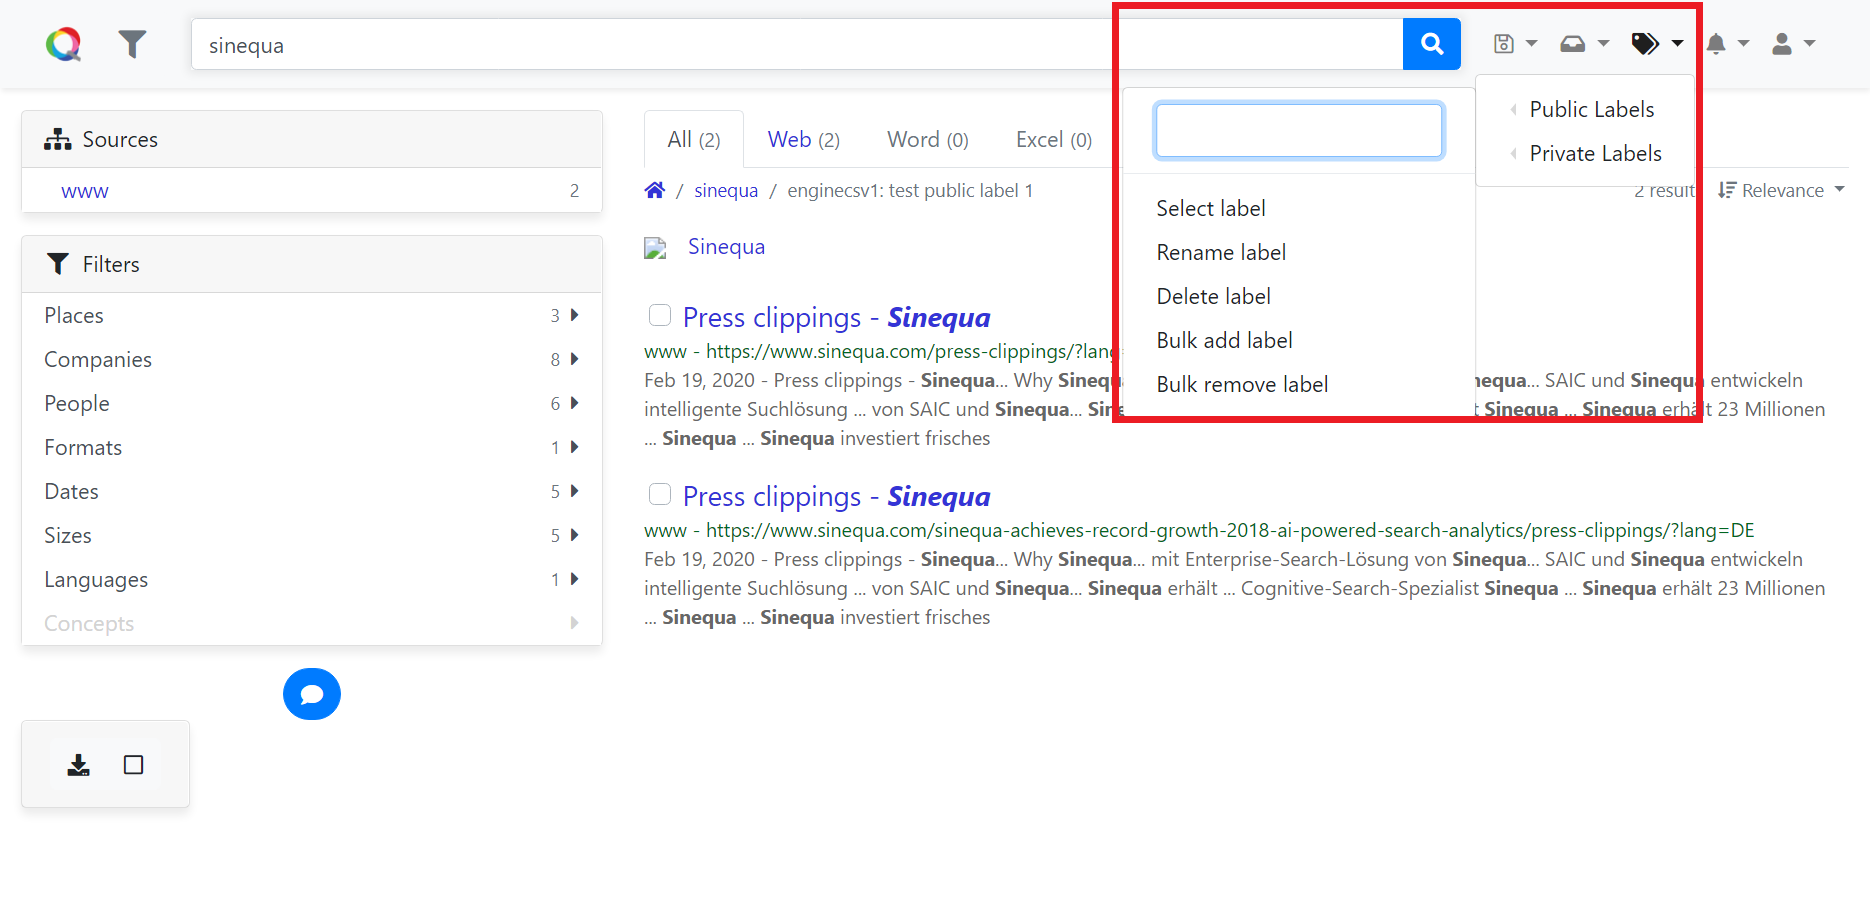 sinequa
Public Labels
Private Labels
Select label
Rename label
Delete label
Bulk add label
Bulk remove label
Sources
www 2
Filters
Places 3
Companies 8
People 6
Formats 1
Dates 5
Sizes 5
Languages 1
Concepts
All (2) Web (2) Word (0) Excel (0)
/ sinequa / enginecsv1: test public label 1
2 result Relevance
Sinequa
Press clippings - Sinequa
www - https://www.sinequa.com/press-clippings/?lang=
Feb 19, 2020 - Press clippings - Sinequa... Why Sinequ nequa... SAIC und Sinequa entwickeln
intelligente Suchlösung ... von SAIC und Sinequa... Sine t Sinequa ... Sinequa erhält 23 Millionen
... Sinequa ... Sinequa investiert frisches
Press clippings - Sinequa
www - https://www.sinequa.com/sinequa-achieves-record-growth-2018-ai-powered-search-analytics/press-clippings/?lang=DE
Feb 19, 2020 - Press clippings - Sinequa... Why Sinequa... mit Enterprise-Search-Lösung von Sinequa... SAIC und Sinequa entwickeln
intelligente Suchlösung ... von SAIC und Sinequa... Sinequa erhält ... Cognitive-Search-Spezialist Sinequa ... Sinequa erhält 23 Millionen
... Sinequa ... Sinequa investiert frisches